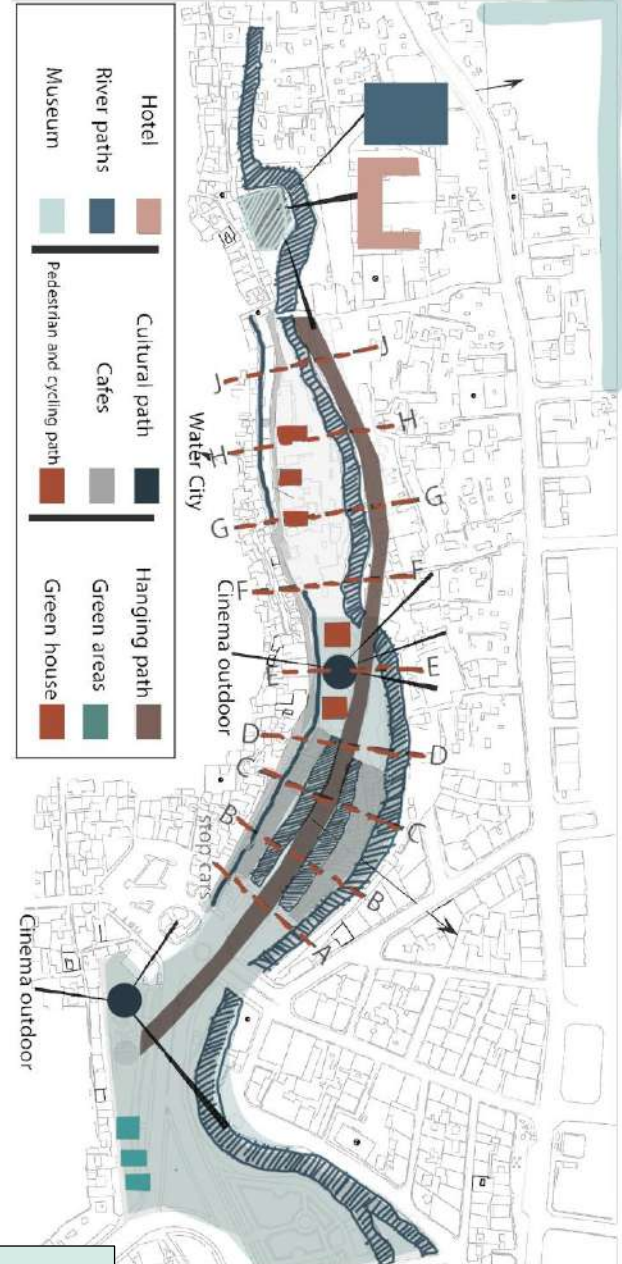 Hotel
River paths
Museum
Cultural path
Cafes
Pedestrian and cycling path
Hanging path
Green areas
Green house
J
J
H
H
Water City
G
G
F
F
Cinema outdoor
E
E
D
D
C
C
B
B
stop cars
A
Cinema outdoor